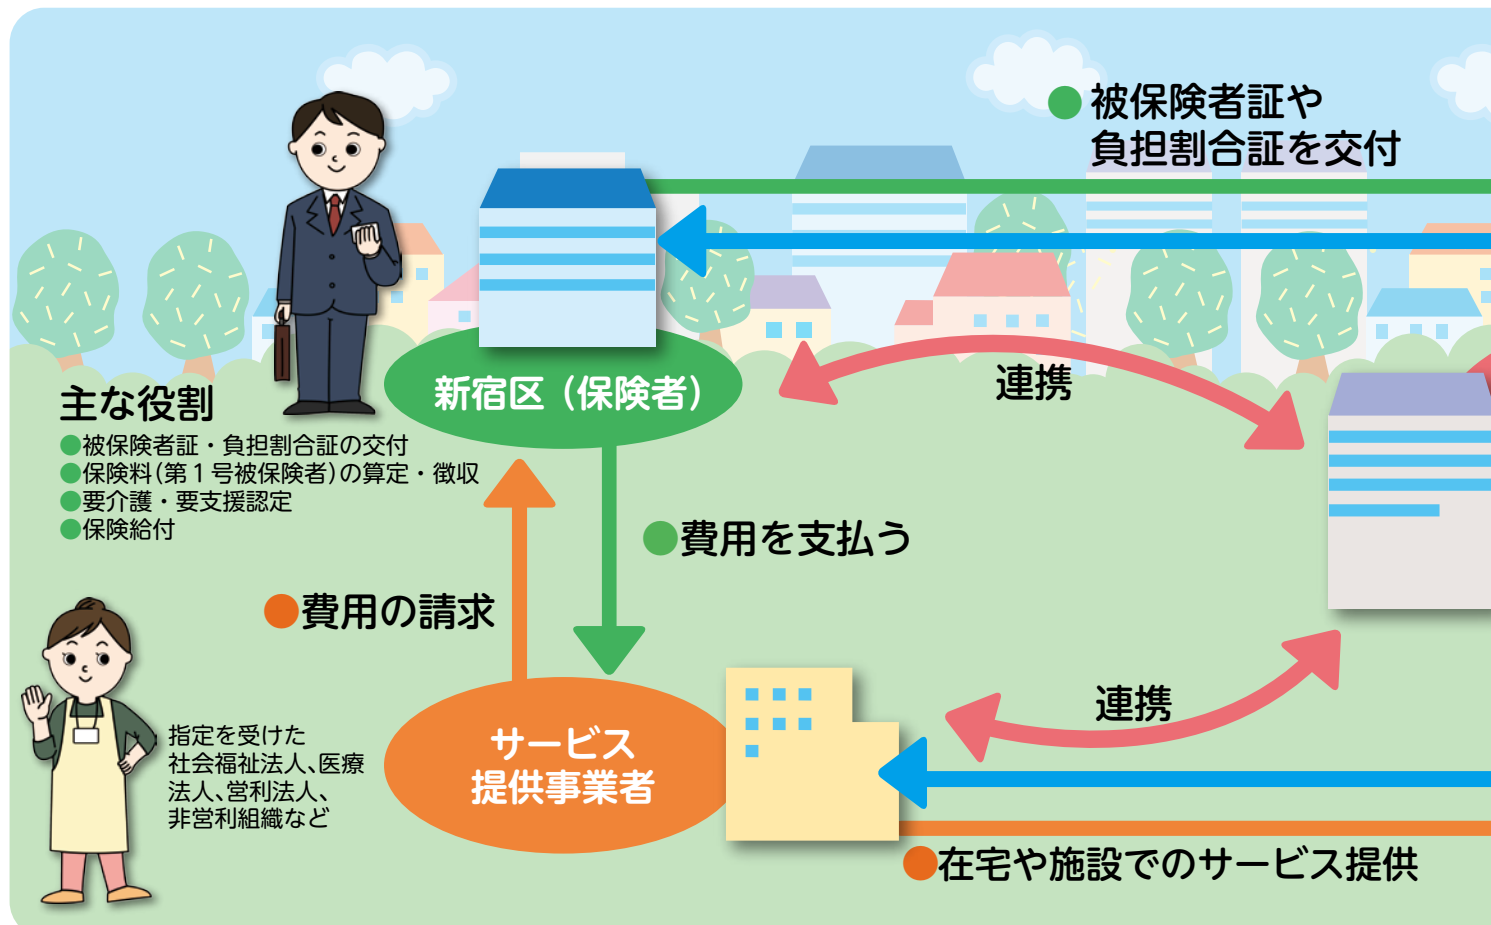 ●被保険者証や
負担割合証を交付
新宿区（保険者）
連携
主な役割
●被保険者証・負担割合証の交付
●保険料(第１号被保険者)の算定・徴収
●要介護・要支援認定
●保険給付
●費用を支払う
●費用の請求
連携
サービス
提供事業者
指定を受けた
社会福祉法人、医療
法人、営利法人、
非営利組織など
●在宅や施設でのサービス提供